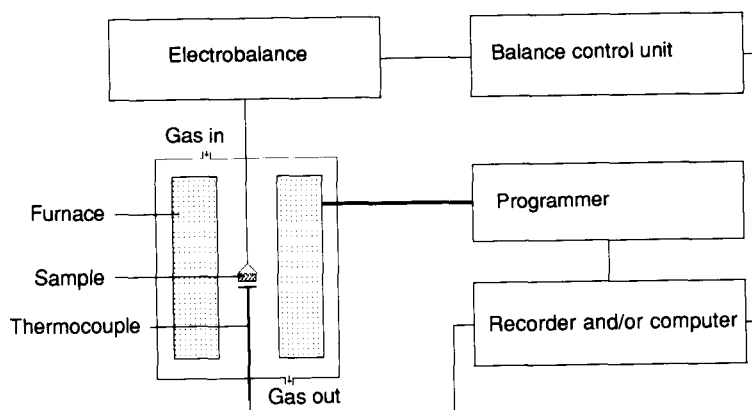 Electrobalance
Balance control unit
Gas in
Furnace
Programmer
Sample
Thermocouple
Recorder and/or computer
Gas out